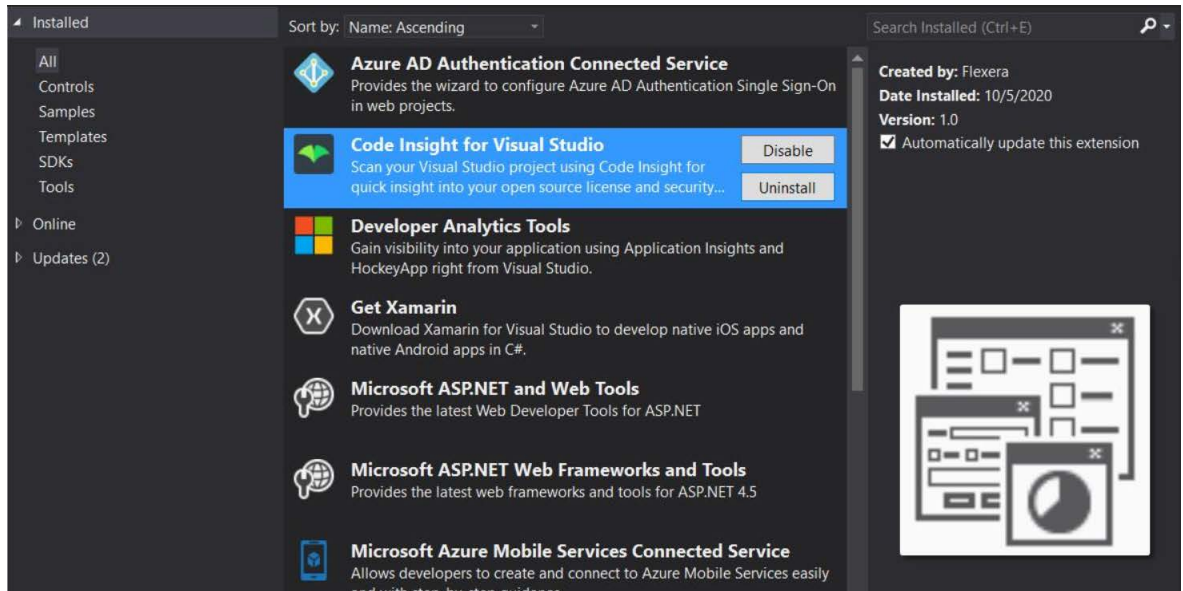 Installed
All
Controls
Samples
Templates
SDKs
Tools
Online
Updates (2)
Sort by: Name: Ascending
Azure AD Authentication Connected Service
Provides the wizard to configure Azure AD Authentication Single Sign-On
in web projects.
Code Insight for Visual Studio
Scan your Visual Studio project using Code Insight for
quick insight into your open source license and security...
Disable
Uninstall
Developer Analytics Tools
Gain visibility into your application using Application Insights and
HockeyApp right from Visual Studio.
Get Xamarin
Download Xamarin for Visual Studio to develop native iOS apps and
native Android apps in C#.
Microsoft ASP.NET and Web Tools
Provides the latest Web Developer Tools for ASP.NET
Microsoft ASP.NET Web Frameworks and Tools
Provides the latest web frameworks and tools for ASP.NET 4.5
Microsoft Azure Mobile Services Connected Service
Allows developers to create and connect to Azure Mobile Services easily
and with step-by-step guidance.
Search Installed (Ctrl+E)
Created by: Flexera
Date Installed: 10/5/2020
Version: 1.0
Automatically update this extension